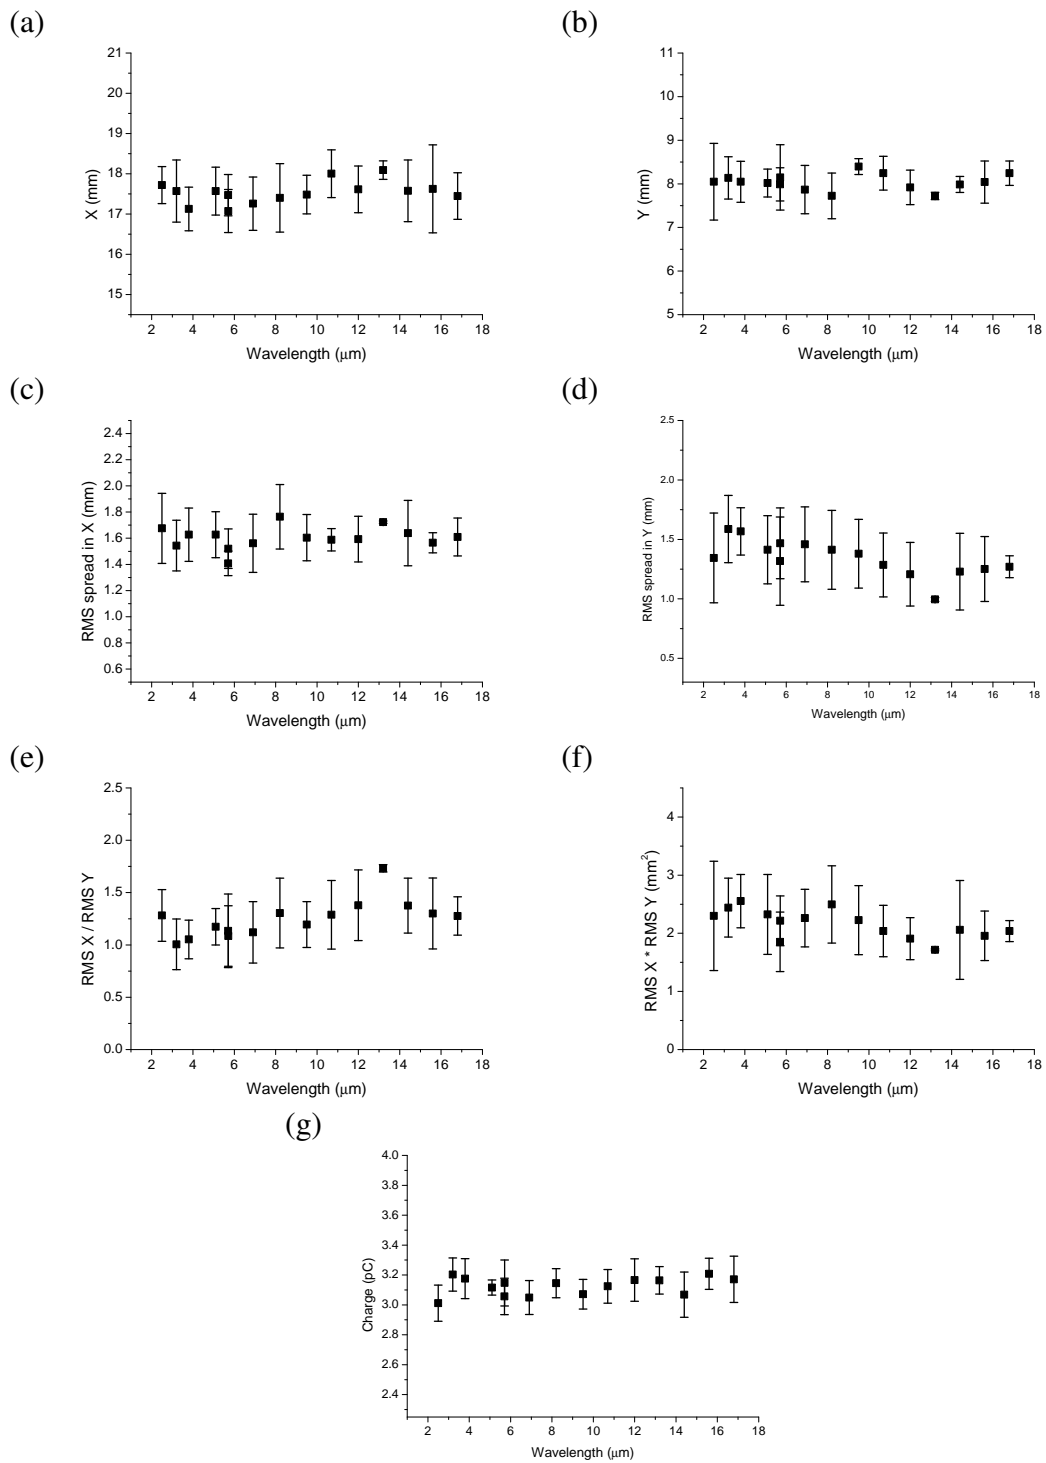 (a)
(b)
21
20
19
18
17
16
15
X (mm)
2 4 6 8 10 12 14 16 18
Wavelength (μm)
11
10
9
8
7
6
5
Y (mm)
2 4 6 8 10 12 14 16 18
Wavelength (μm)
(c)
(d)
2.4
2.2
2.0
1.8
1.6
1.4
1.2
1.0
0.8
0.6
RMS spread in X (mm)
2 4 6 8 10 12 14 16 18
Wavelength (μm)
2.5
2.0
1.5
1.0
0.5
RMS spread in Y (mm)
2 4 6 8 10 12 14 16 18
Wavelength (μm)
(e)
(f)
2.5
2.0
1.5
1.0
0.5
0.0
RMS X / RMS Y
2 4 6 8 10 12 14 16 18
Wavelength (μm)
4
3
2
1
0
RMS X * RMS Y (mm²)
2 4 6 8 10 12 14 16 18
Wavelength (μm)
(g)
4.0
3.8
3.6
3.4
3.2
3.0
2.8
2.6
2.4
Charge (pC)
2 4 6 8 10 12 14 16 18
Wavelength (μm)